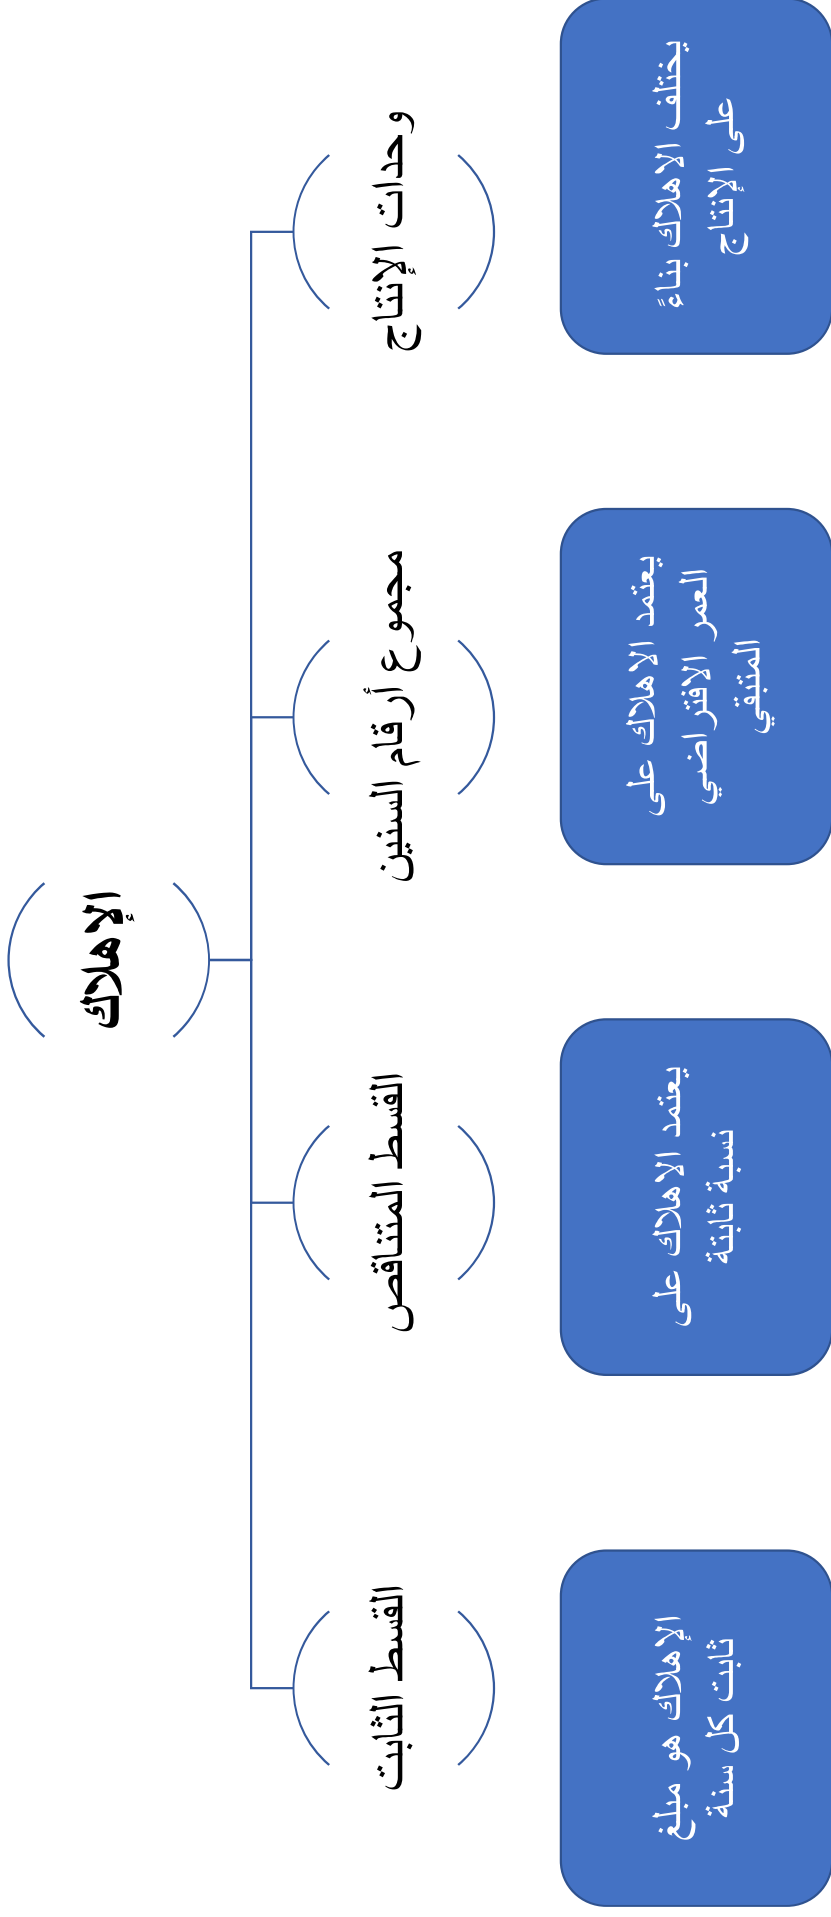 الإهلاك
وحدات الإنتاج
مجموع أرقام السنين
القسط المتناقص
القسط الثابت
يختلف الاهلاك بناءً
على الإنتاج
يعتمد الاهلاك على
العمر الافتراضي
المتبقي
يعتمد الاهلاك على
نسبة ثابتة
الإهلاك هو مبلغ
ثابت كل سنة